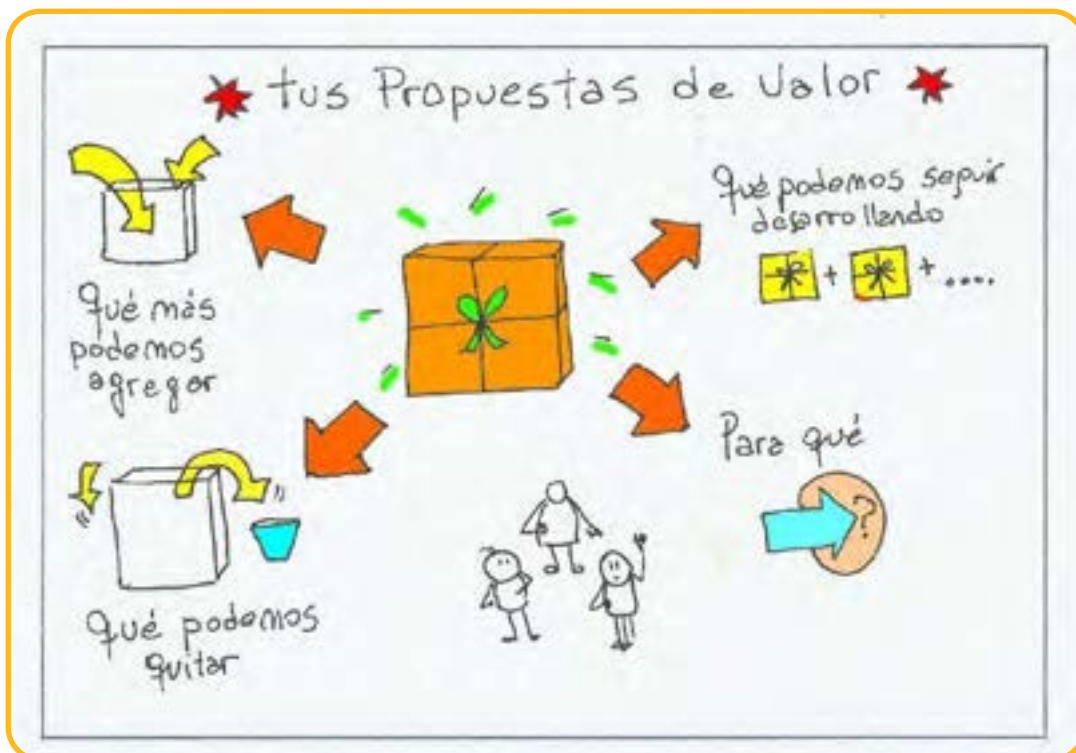 tus Propuestas de Valor
Qué más
podemos
agregar
Qué podemos seguir
desarrollando
+ + ....
Para qué
?
Qué podemos
quitar